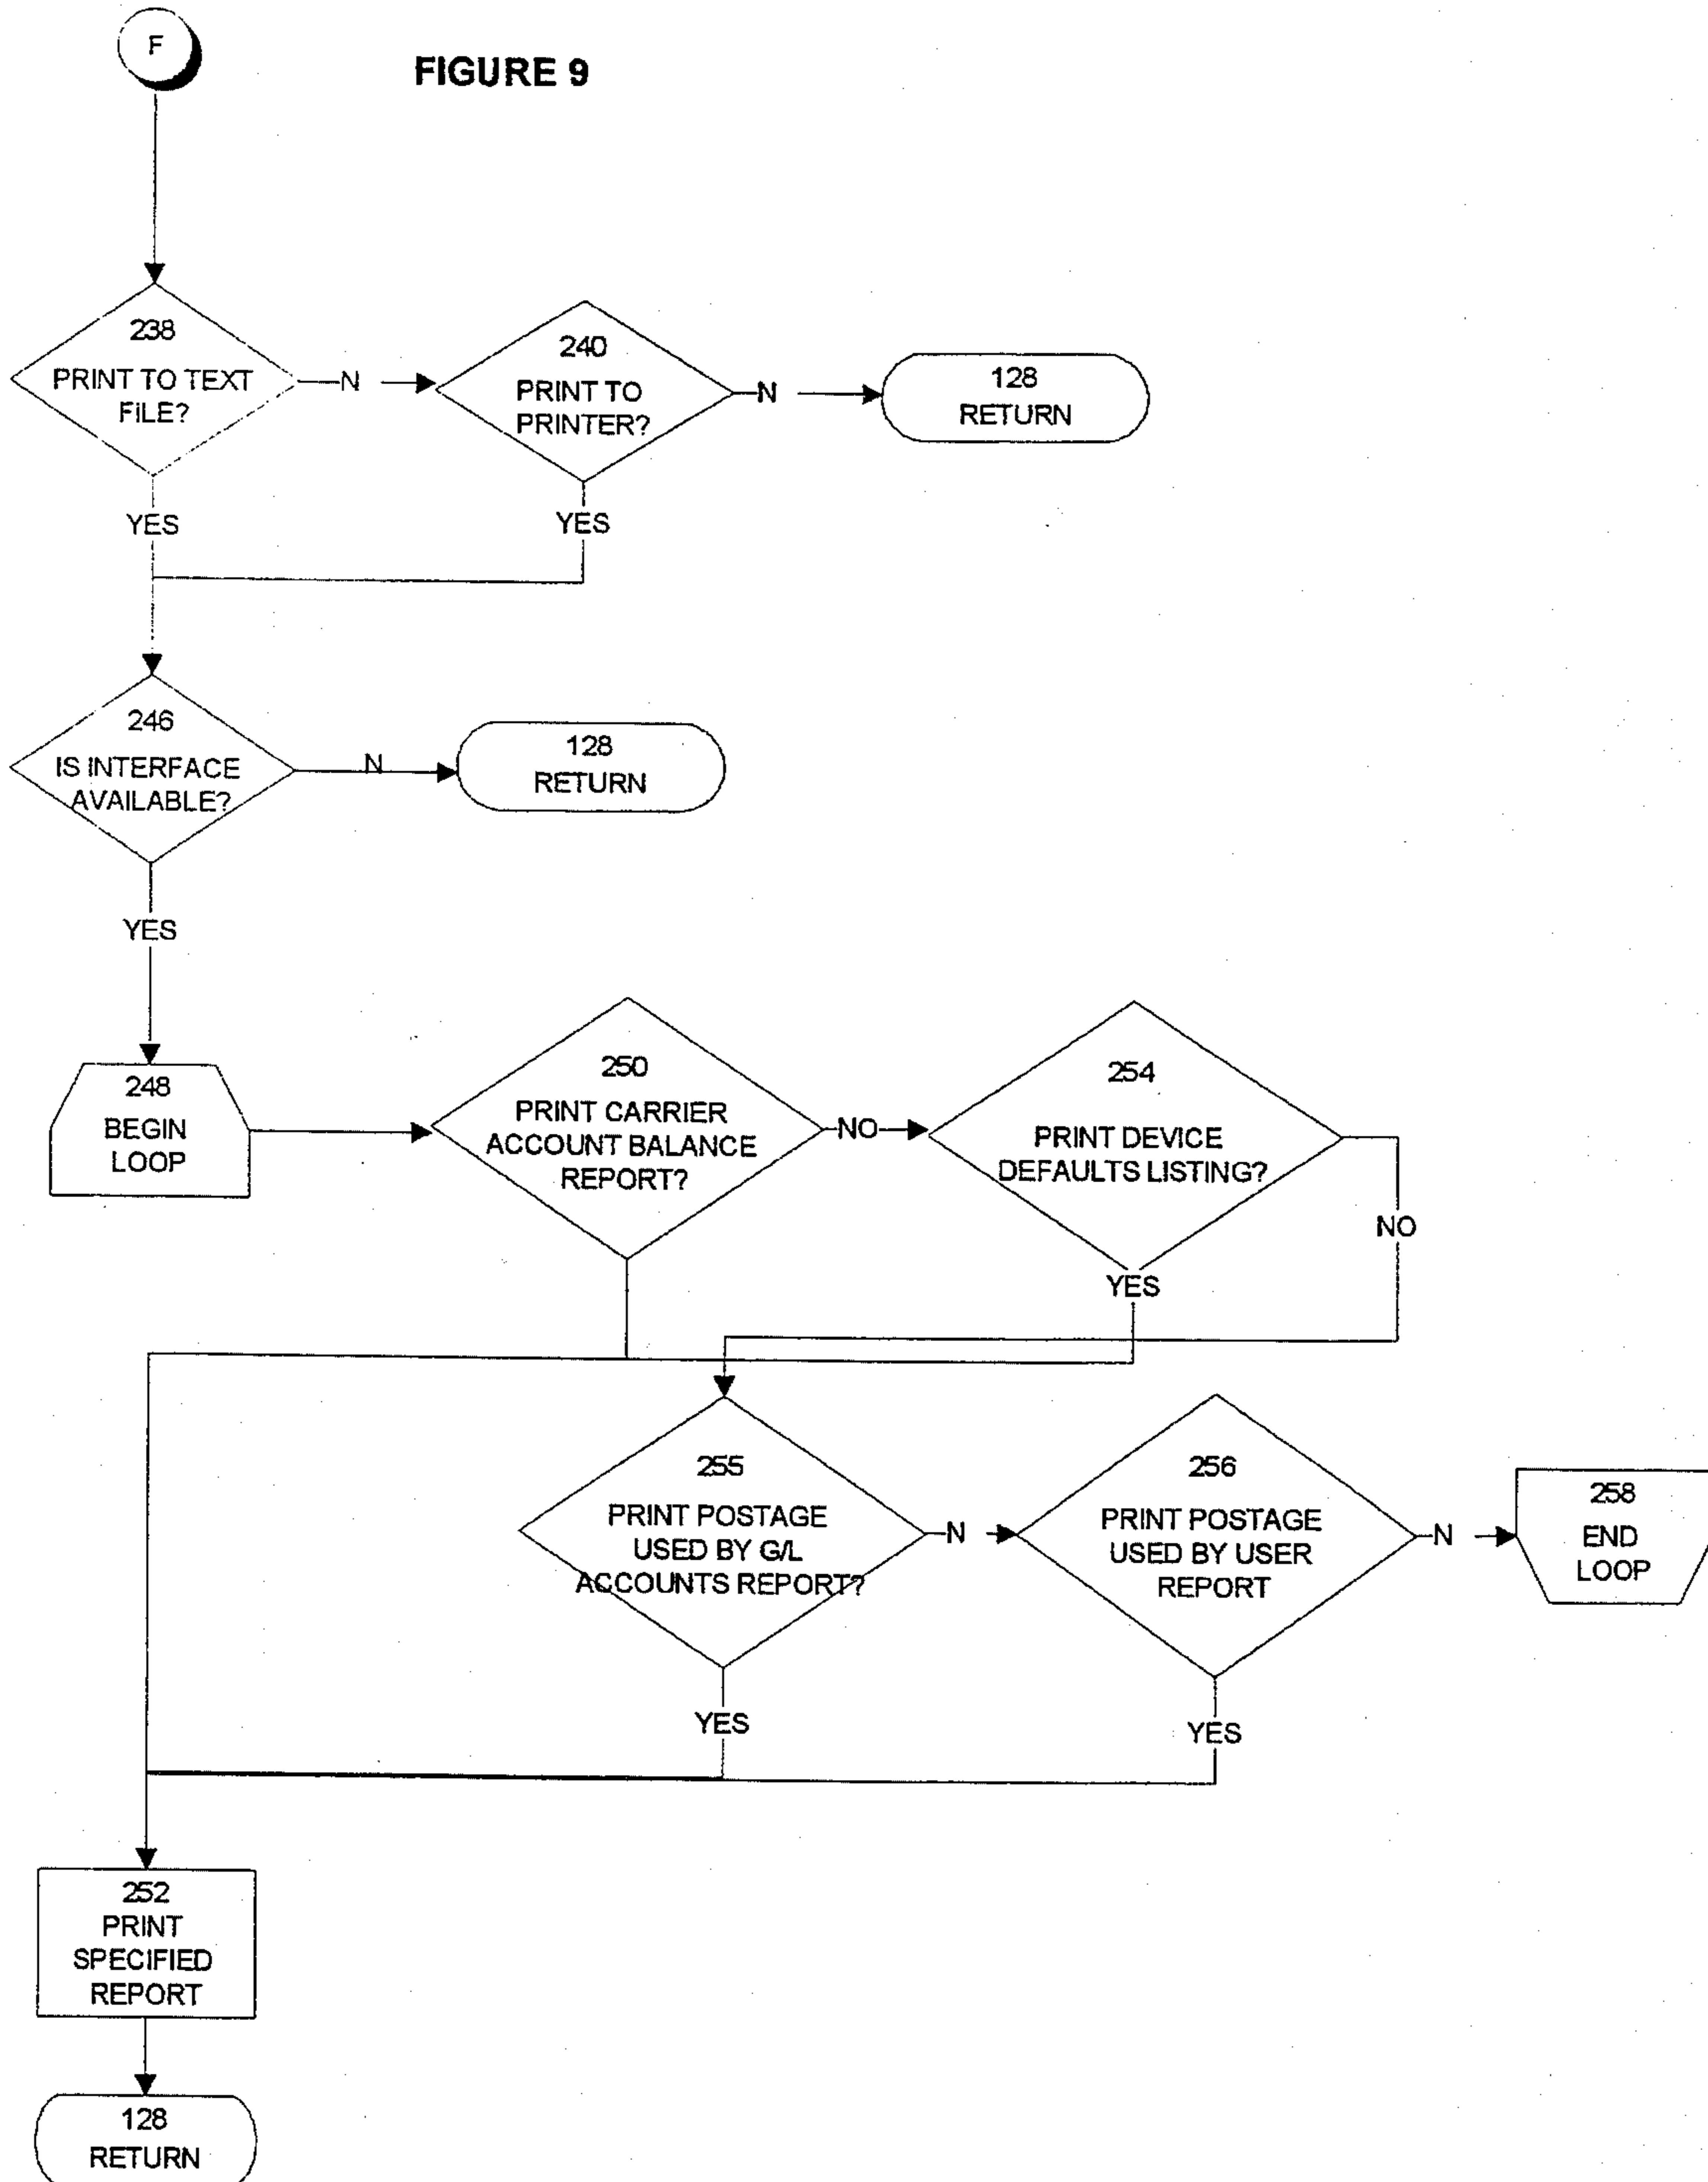 F
FIGURE 9
238
PRINT TO TEXT
FILE?
N
240
PRINT TO
PRINTER?
N
128
RETURN
YES
YES
246
IS INTERFACE
AVAILABLE?
N
128
RETURN
YES
248
BEGIN
LOOP
250
PRINT CARRIER
ACCOUNT BALANCE
REPORT?
NO
254
PRINT DEVICE
DEFAULTS LISTING?
NO
YES
255
PRINT POSTAGE
USED BY G/L
ACCOUNTS REPORT?
N
256
PRINT POSTAGE
USED BY USER
REPORT
N
258
END
LOOP
YES
YES
252
PRINT
SPECIFIED
REPORT
128
RETURN